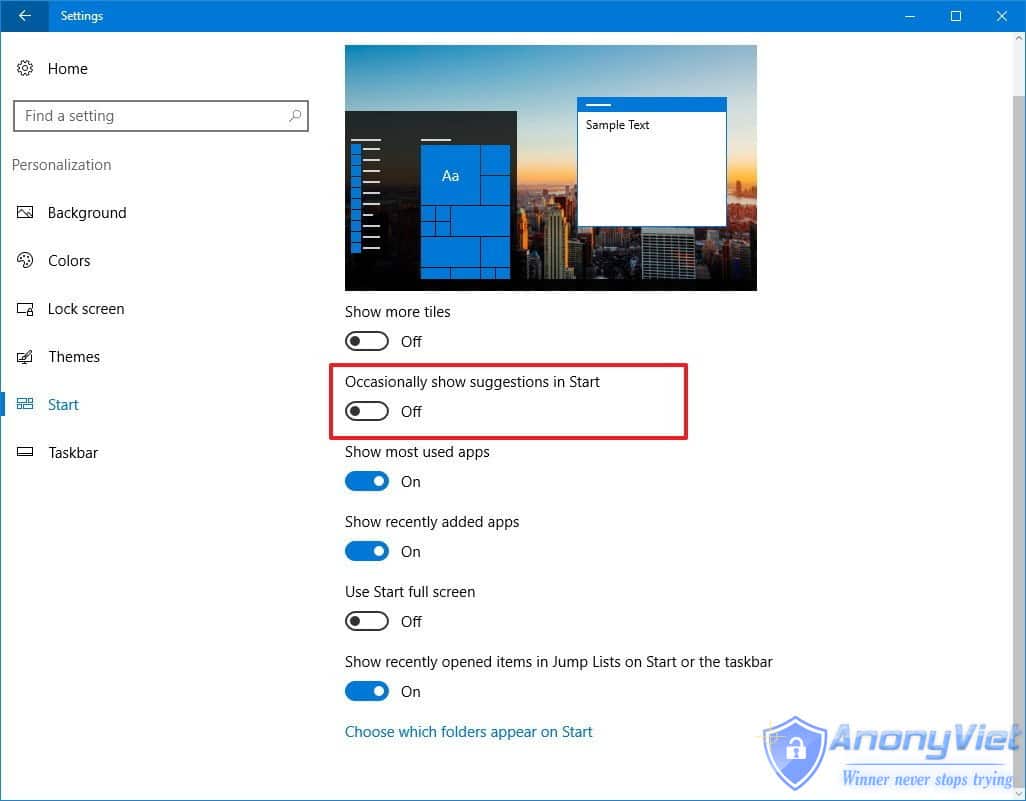 Settings
Home
Find a setting
Personalization
Background
Colors
Lock screen
Themes
Start
Taskbar
Aa
Sample Text
Show more tiles
Off
Occasionally show suggestions in Start
Off
Show most used apps
On
Show recently added apps
On
Use Start full screen
Off
Show recently opened items in Jump Lists on Start or the taskbar
On
Choose which folders appear on Start
AnonyViet
Winner never stops trying